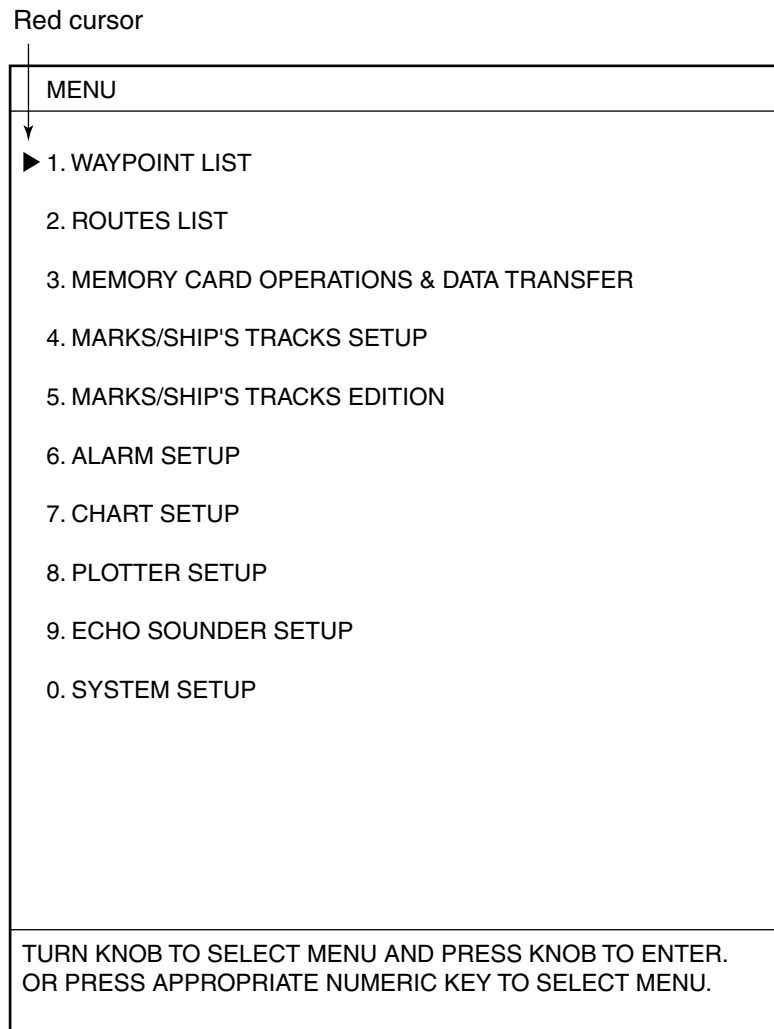 Red cursor
MENU
1. WAYPOINT LIST
2. ROUTES LIST
3. MEMORY CARD OPERATIONS & DATA TRANSFER
4. MARKS/SHIP'S TRACKS SETUP
5. MARKS/SHIP'S TRACKS EDITION
6. ALARM SETUP
7. CHART SETUP
8. PLOTTER SETUP
9. ECHO SOUNDER SETUP
0. SYSTEM SETUP
TURN KNOB TO SELECT MENU AND PRESS KNOB TO ENTER.
OR PRESS APPROPRIATE NUMERIC KEY TO SELECT MENU.